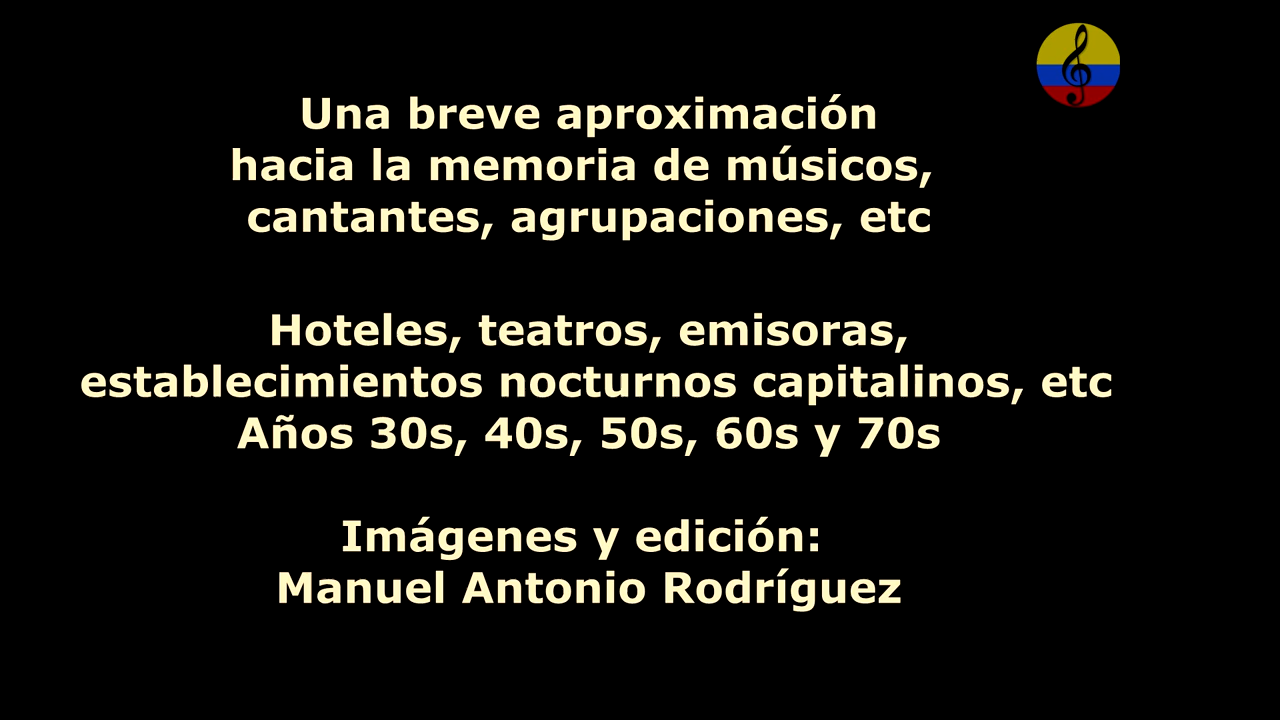 Una breve aproximación
hacia la memoria de músicos,
cantantes, agrupaciones, etc
Hoteles, teatros, emisoras,
establecimientos nocturnos capitalinos, etc
Años 30s, 40s, 50s, 60s y 70s
Imágenes y edición:
Manuel Antonio Rodríguez